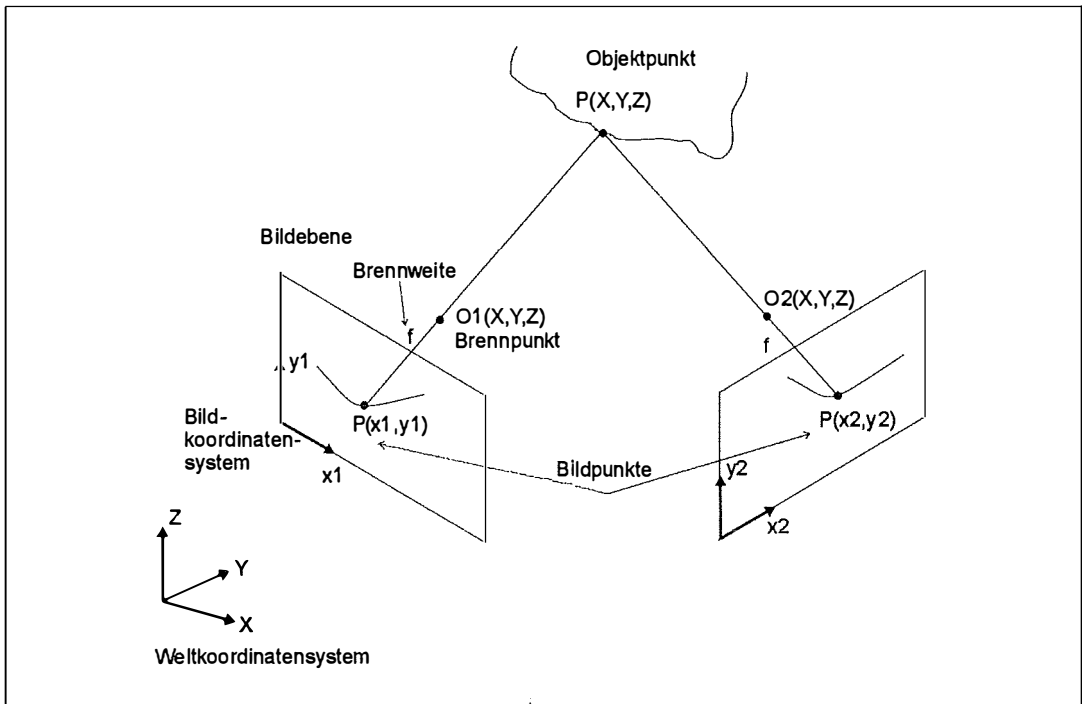 Objektpunkt
P(X,Y,Z)
Bildebene
Brennweite
O1(X,Y,Z)
Brennpunkt
f
O2(X,Y,Z)
f
y1
P(x1,y1)
P(x2,y2)
Bild-
koordinaten-
system
x1
Bildpunkte
y2
x2
Z
Y
X
Weltkoordinatensystem